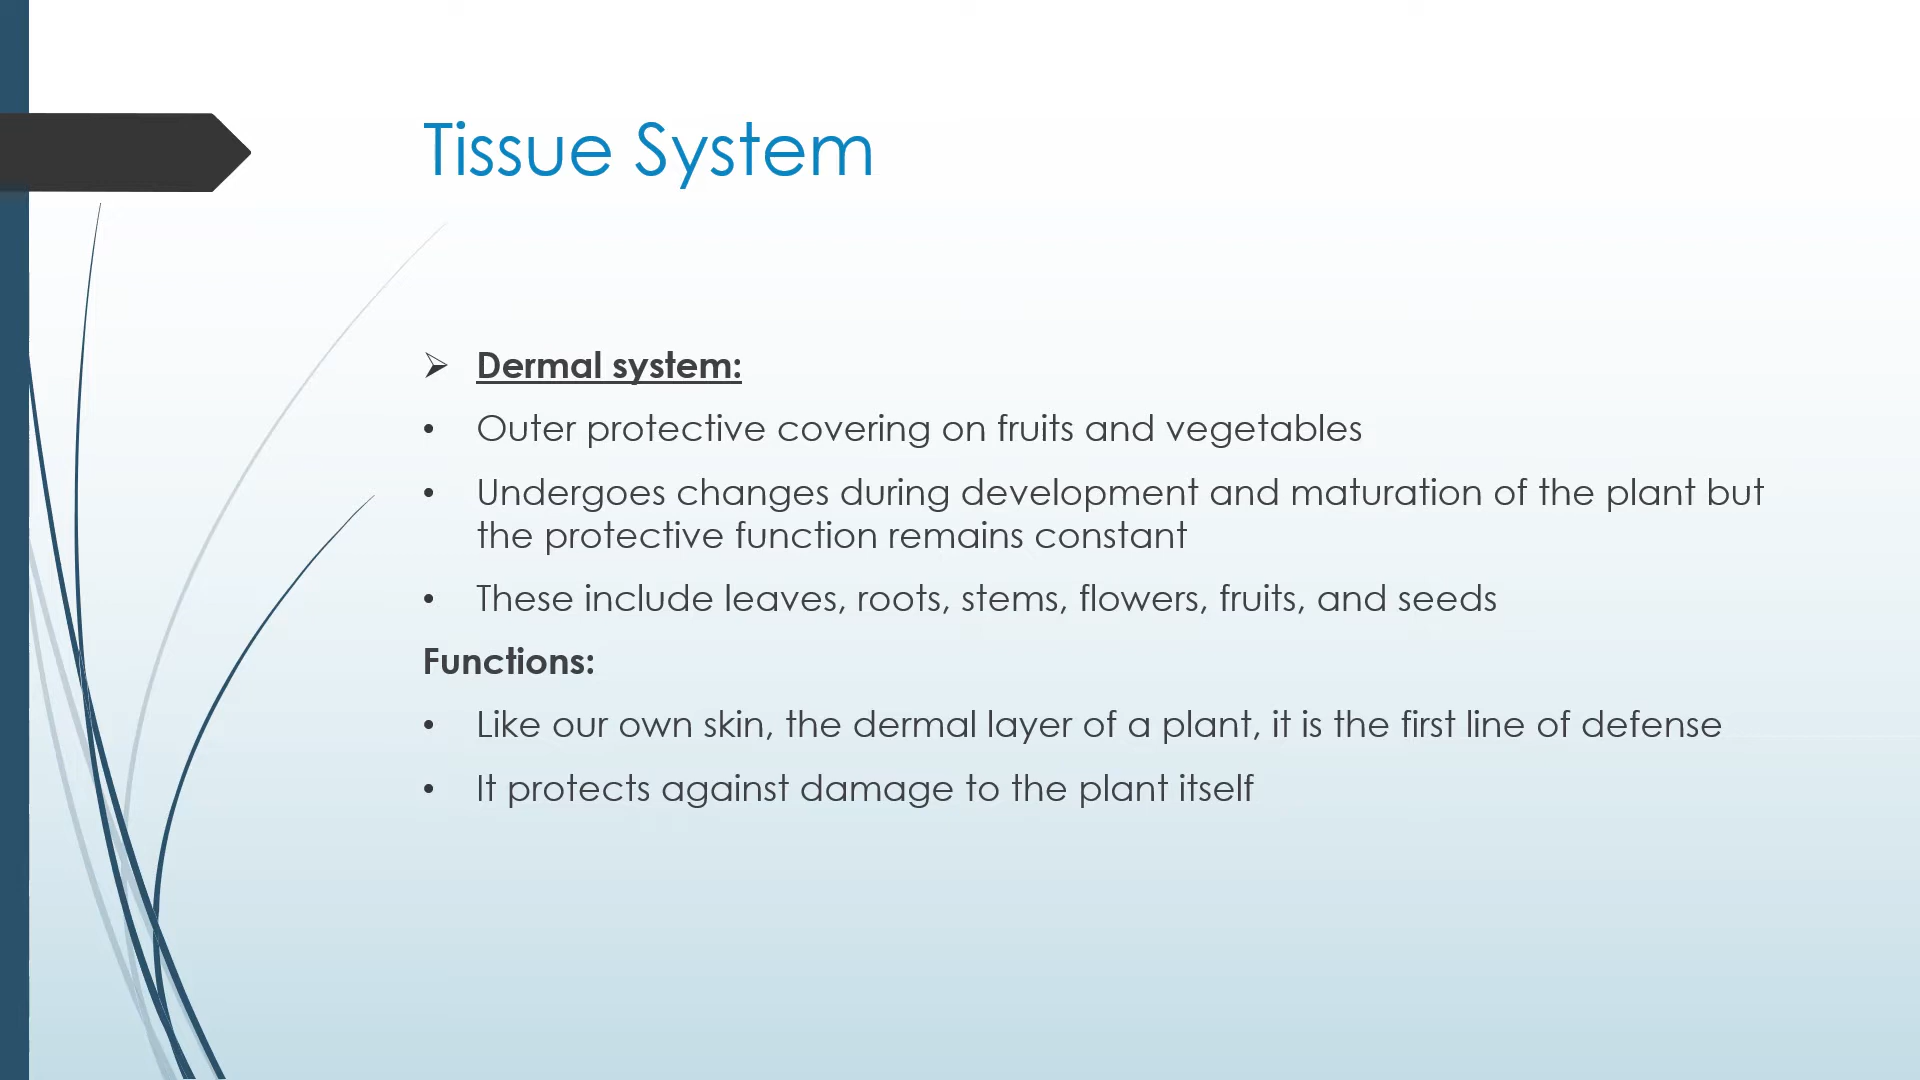 Tissue System
➢ Dermal system:
• Outer protective covering on fruits and vegetables
• Undergoes changes during development and maturation of the plant but
the protective function remains constant
• These include leaves, roots, stems, flowers, fruits, and seeds
Functions:
• Like our own skin, the dermal layer of a plant, it is the first line of defense
• It protects against damage to the plant itself